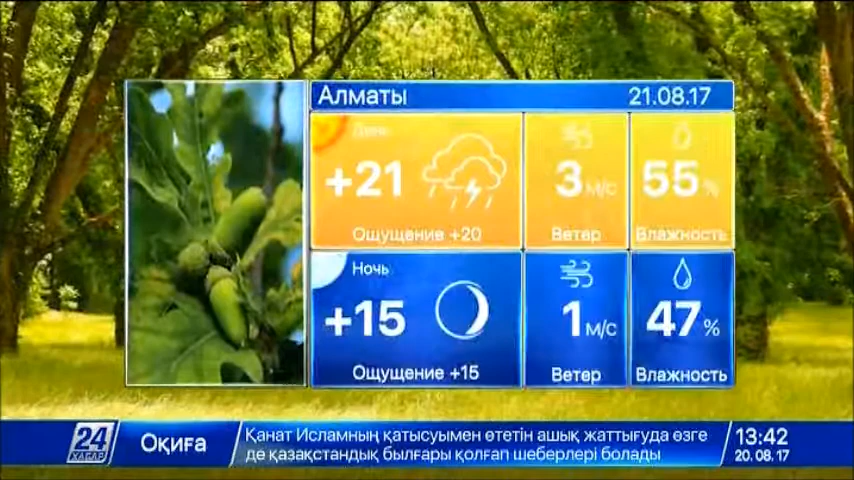 Алматы 21.08.17
День
+21 3 м/с 55 %
Ощущение +20 Ветер Влажность
Ночь
+15 1 м/с 47 %
Ощущение +15 Ветер Влажность
24 ХАБАР Оқиға Қанат Исламның қатысуымен өтетін ашық жаттығуда өзге 13:42
де қазақстандық былғары қолғап шеберлері болады 20.08.17